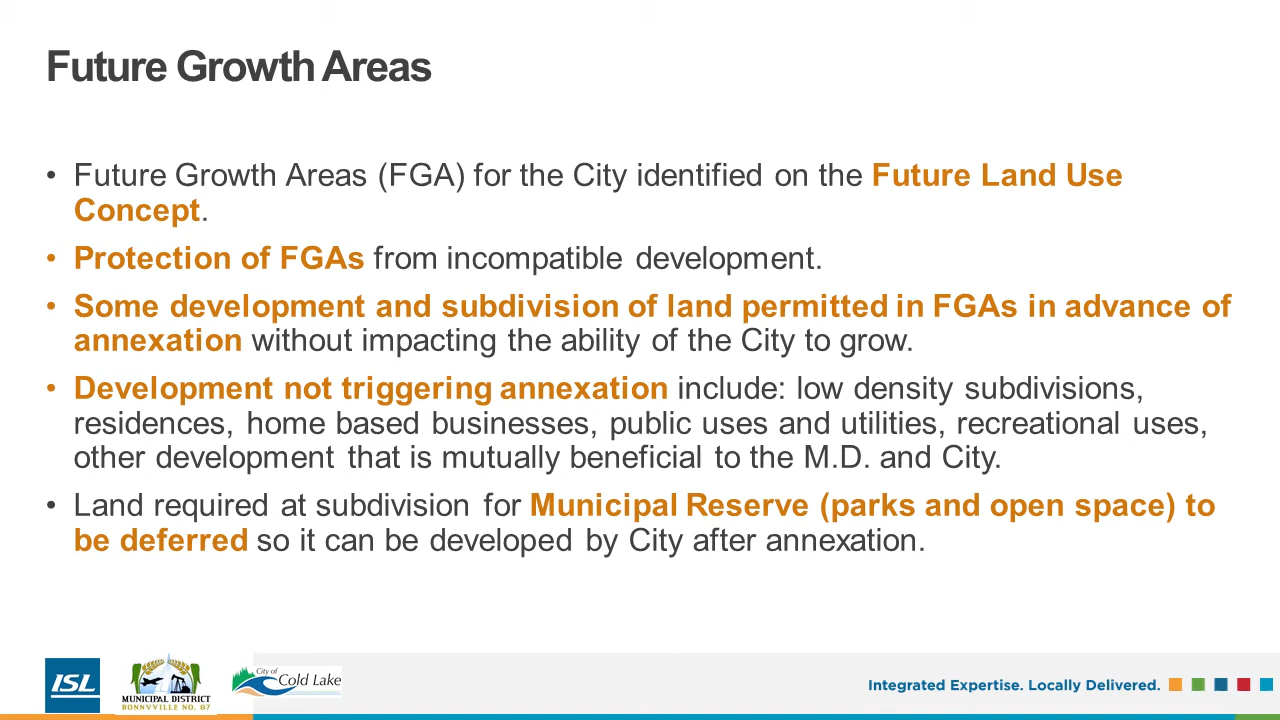 Future Growth Areas
• Future Growth Areas (FGA) for the City identified on the Future Land Use
Concept.
• Protection of FGAs from incompatible development.
• Some development and subdivision of land permitted in FGAs in advance of
annexation without impacting the ability of the City to grow.
• Development not triggering annexation include: low density subdivisions,
residences, home based businesses, public uses and utilities, recreational uses,
other development that is mutually beneficial to the M.D. and City.
• Land required at subdivision for Municipal Reserve (parks and open space) to
be deferred so it can be developed by City after annexation.
ISL
MUNICIPAL DISTRICT
BONNYVILLE NO. 87
City of
Cold Lake
Integrated Expertise. Locally Delivered.